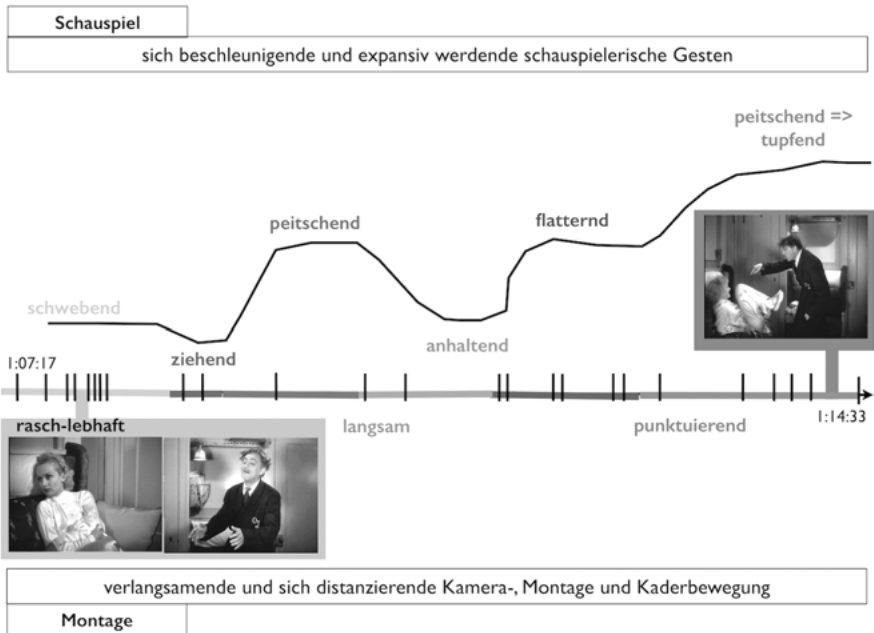 Schauspiel
sich beschleunigende und expansiv werdende schauspielerische Gesten
peitschend =>
tupfend
peitschend
flatternd
schwebend
ziehend
anhaltend
1:07:17
1:14:33
rasch-lebhaft
langsam
punktuierend
verlangsamende und sich distanzierende Kamera-, Montage und Kaderbewegung
Montage